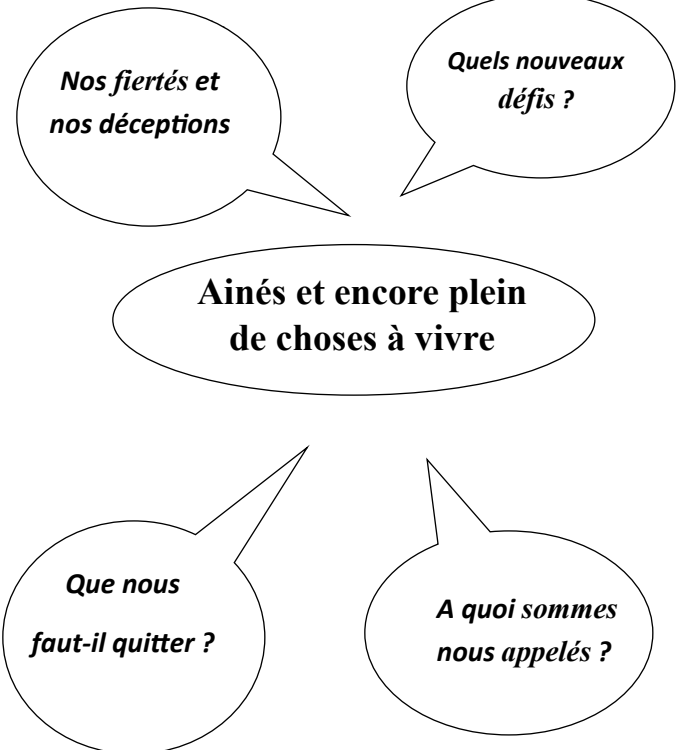 Nos fiertés et
nos déceptions
Quels nouveaux
défis ?
Ainés et encore plein
de choses à vivre
Que nous
faut-il quitter ?
A quoi sommes
nous appelés ?